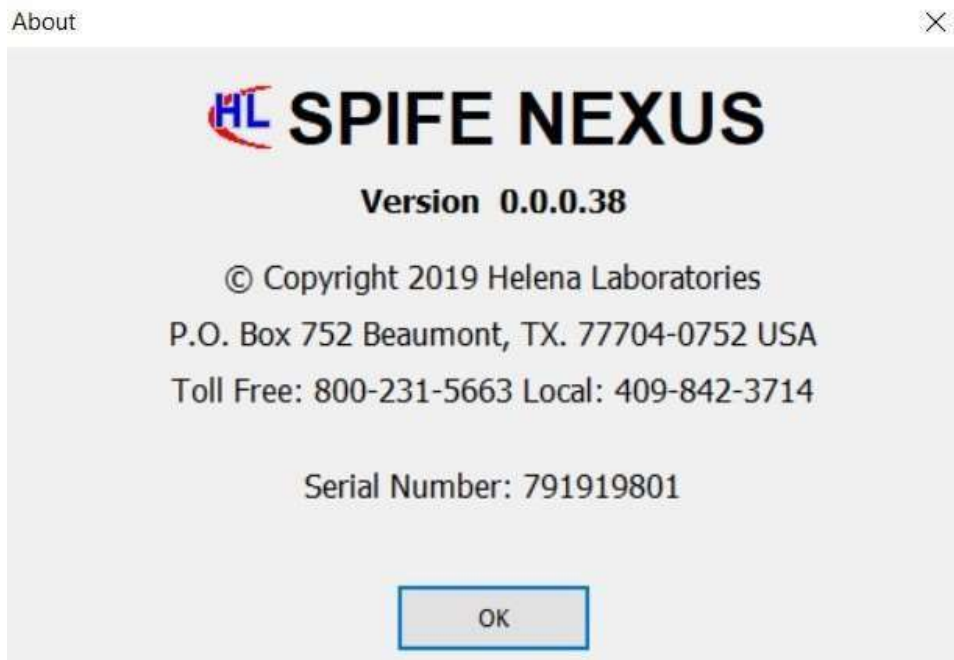 About
HL SPIFE NEXUS
Version 0.0.0.38
© Copyright 2019 Helena Laboratories
P.O. Box 752 Beaumont, TX. 77704-0752 USA
Toll Free: 800-231-5663 Local: 409-842-3714
Serial Number: 791919801
OK